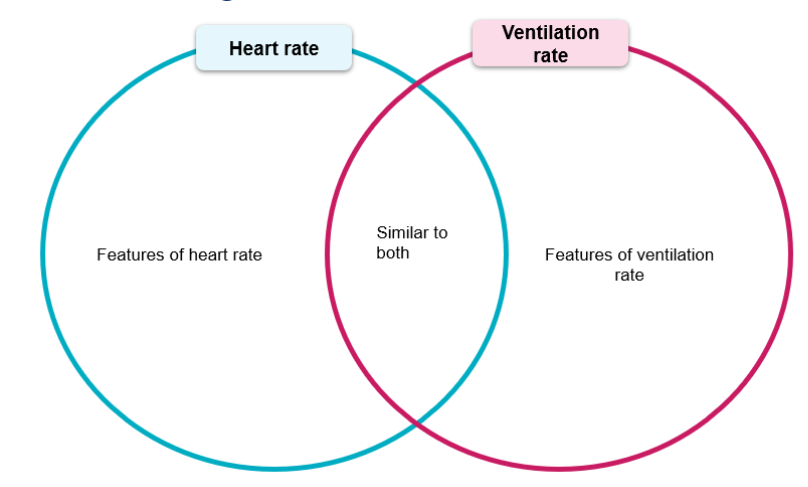 Heart rate
Ventilation
rate
Features of heart rate
Similar to
both
Features of ventilation
rate